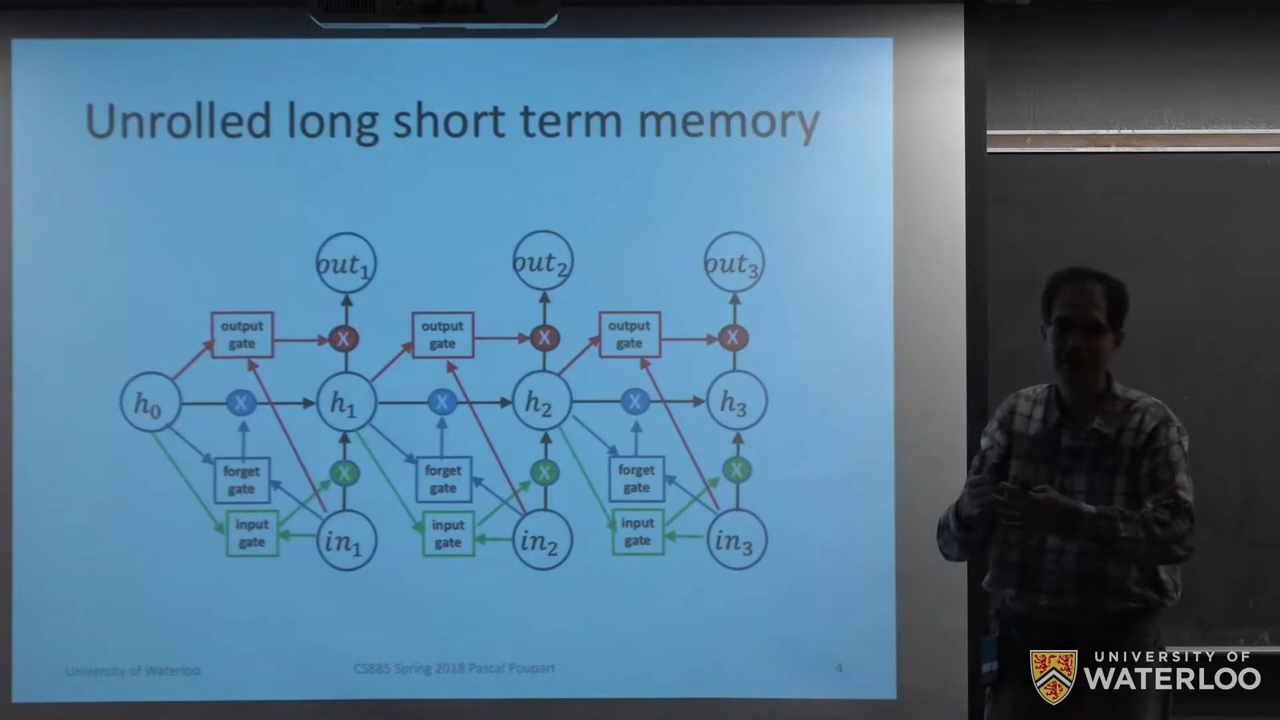 Unrolled long short term memory
out₁ out₂ out₃
output gate output gate output gate
X X X
h₀ X h₁ X h₂ X h₃
forget gate X forget gate X forget gate X
input gate in₁ input gate in₂ input gate in₃
University of Waterloo CS885 Spring 2018 Pascal Poupart 4
UNIVERSITY OF
WATERLOO